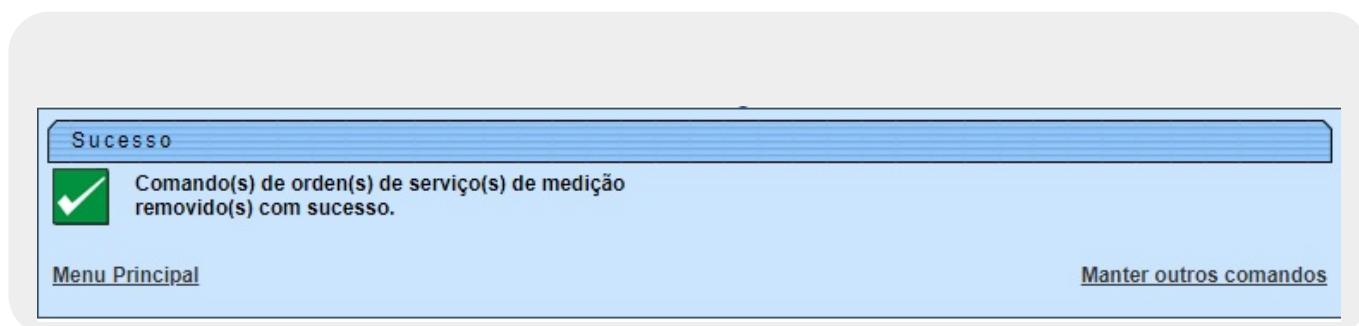 Sucesso
Comando(s) de orden(s) de serviço(s) de medição
removido(s) com sucesso.
Menu Principal
Manter outros comandos